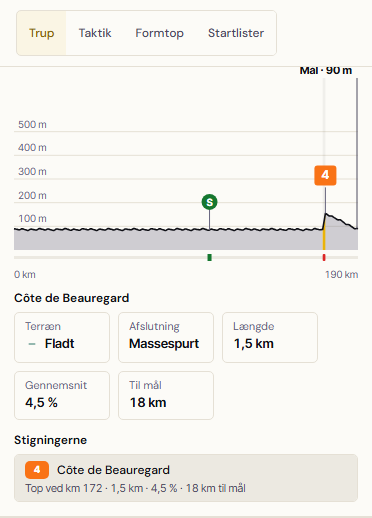 Trup Taktik Formtop Startlister
Mål · 90 m
500 m
400 m
300 m
200 m
100 m
4
S
0 km 190 km
Côte de Beauregard
Terræn Afslutning Længde
– Fladt Massespurt 1,5 km
Gennemsnit Til mål
4,5 % 18 km
Stigningerne
4 Côte de Beauregard
Top ved km 172 · 1,5 km · 4,5 % · 18 km til mål